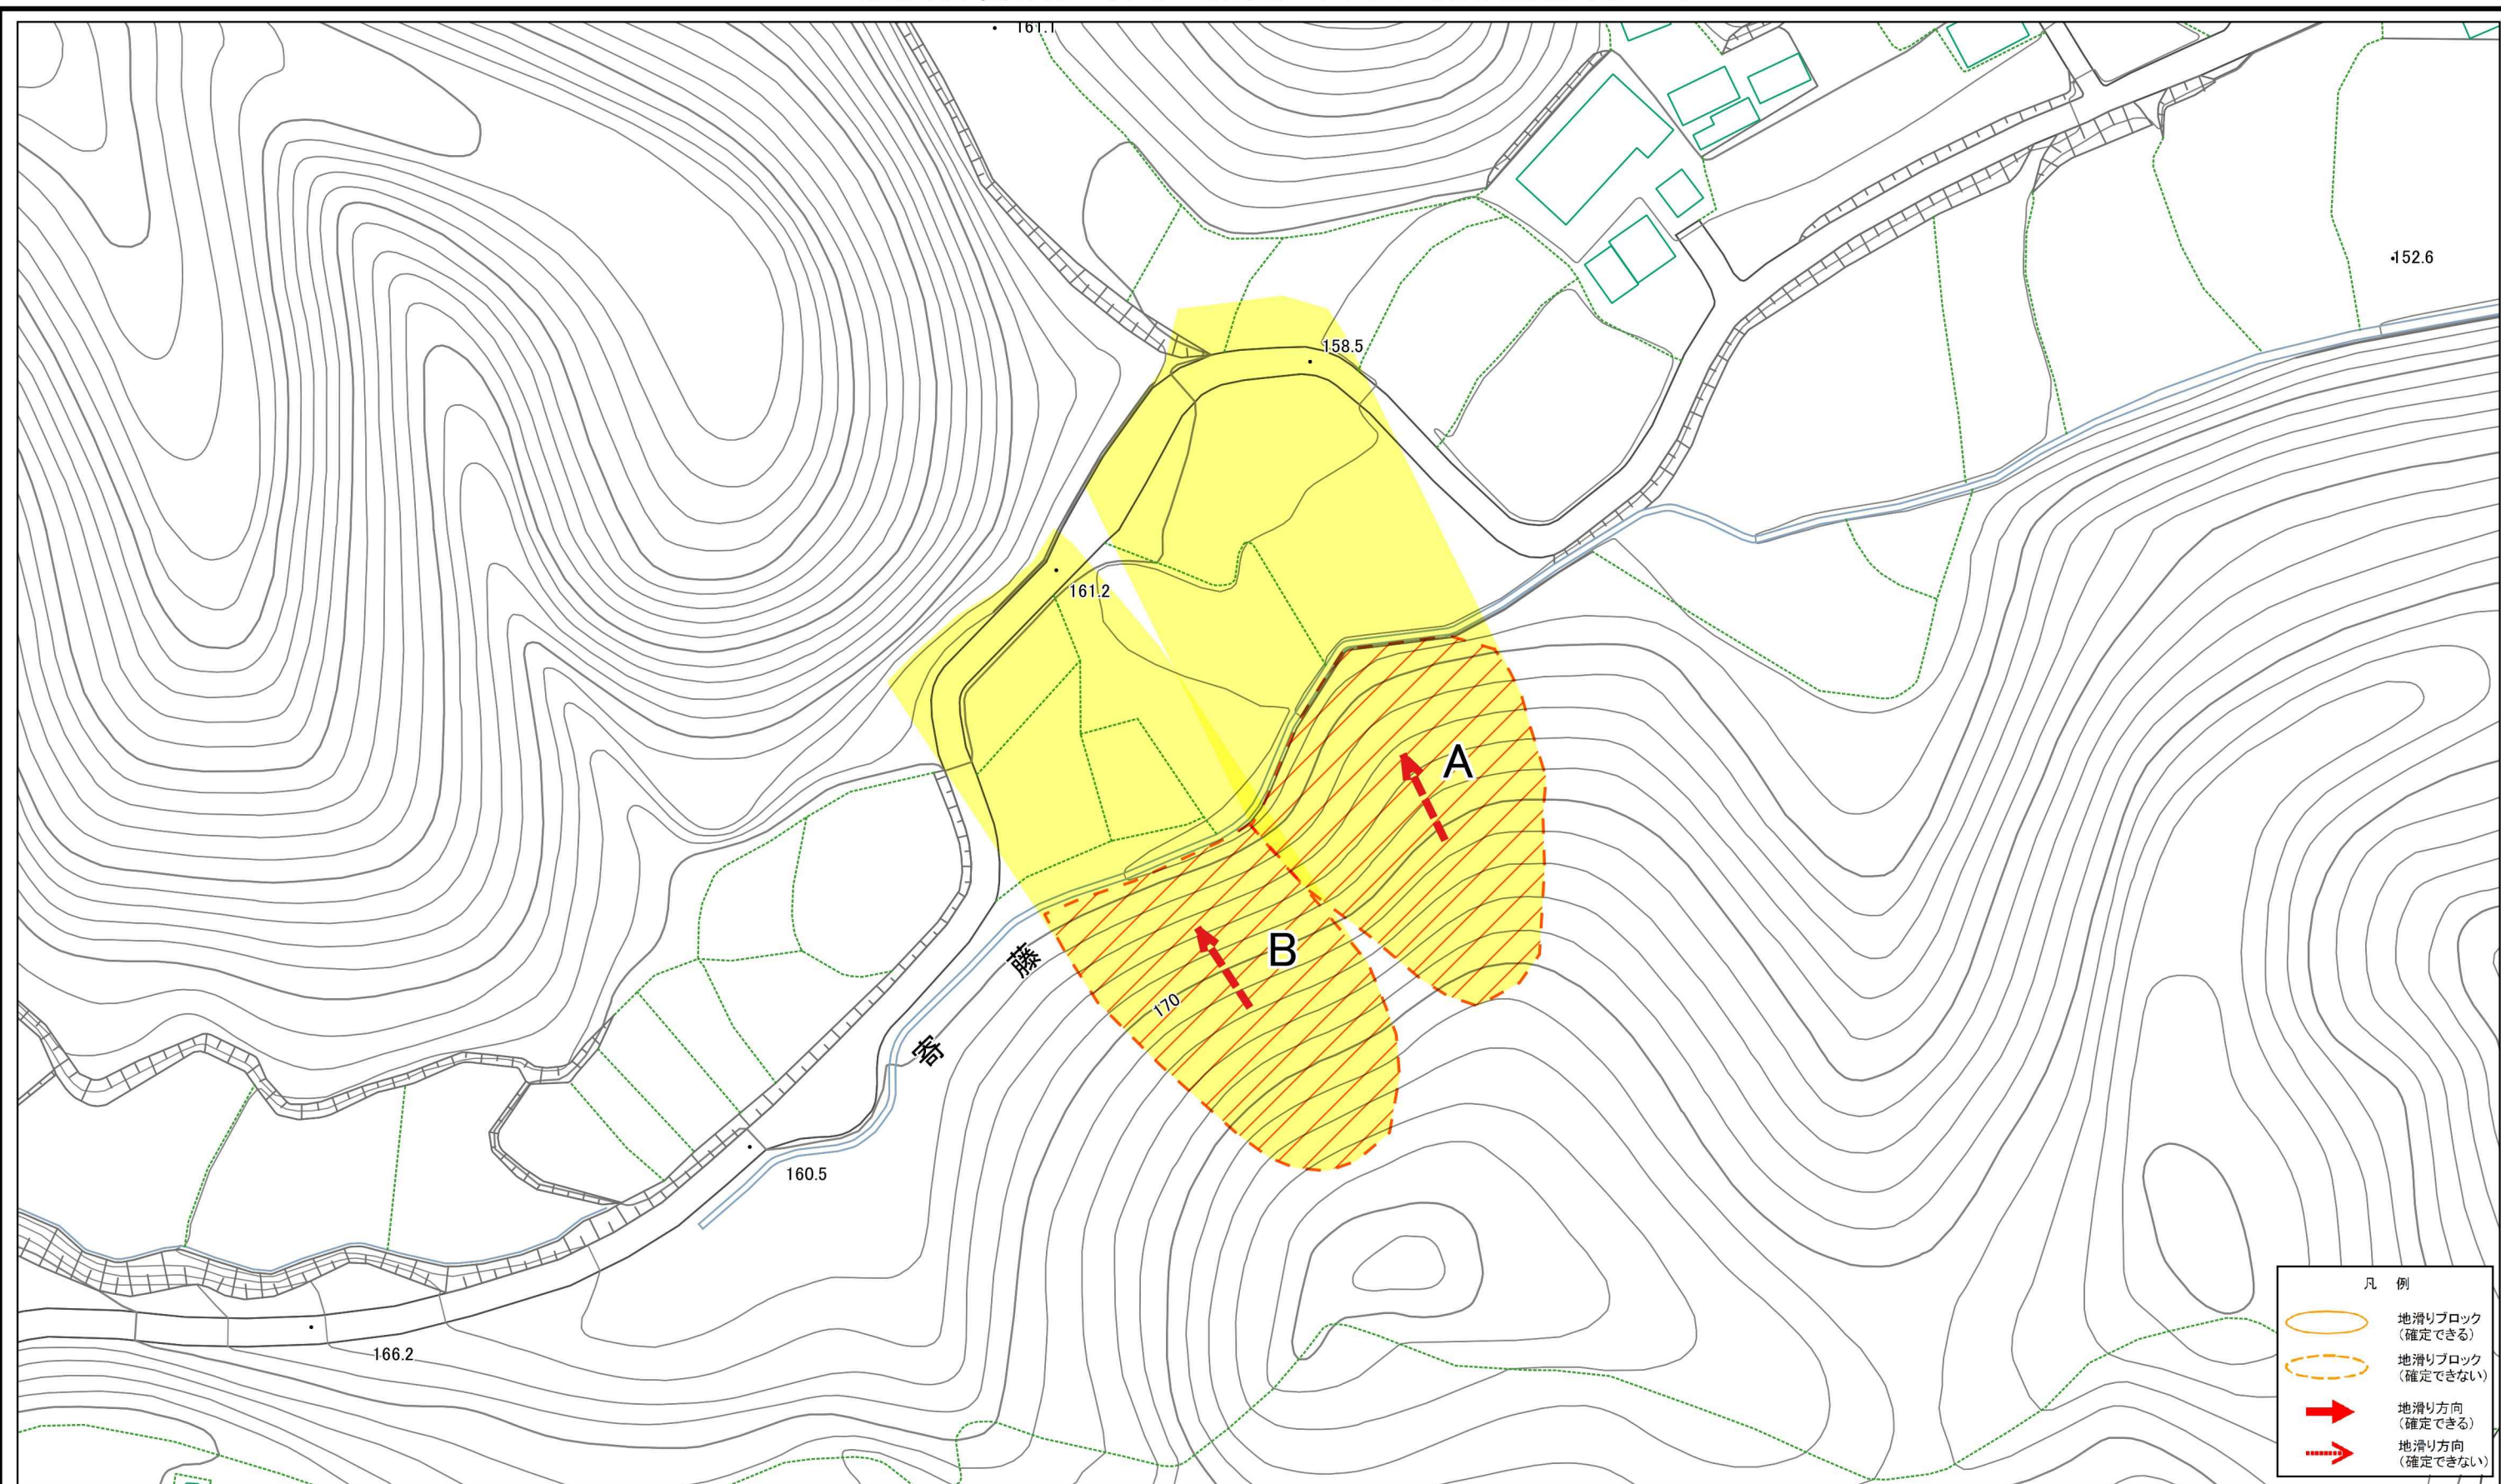 161.1
152.6
158.5
161.2
A
B
170
藤
寄
160.5
166.2
凡 例
地滑りブロック
(確定できる)
地滑りブロック
(確定できない)
地滑り方向
(確定できる)
地滑り方向
(確定できない)